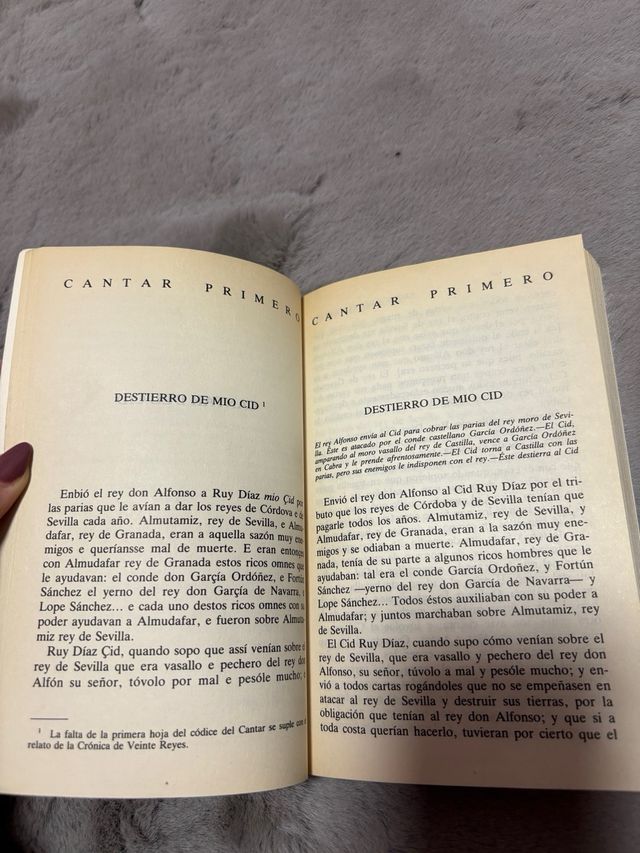 CANTAR PRIMERO
DESTIERRO DE MIO CID ¹
Enbió el rey don Alfonso a Ruy Díaz mio Çid por
las parias que le avían a dar los reyes de Córdova e de
Sevilla cada año. Almutamiz, rey de Sevilla, e Almu-
dafar, rey de Granada, eran a aquella sazón muy ene-
migos e queríansse mal de muerte. E eran entonçes
con Almudafar rey de Granada estos ricos omnes que
le ayudavan: el conde don Garçía Ordóñez, e Fortún
Sánchez el yerno del rey don Garçía de Navarra, e
Lope Sánchez... e cada uno destos ricos omnes con su
poder ayudavan a Almudafar, e fueron sobre Almuta-
miz rey de Sevilla.
Ruy Díaz Çid, quando sopo que assí venían sobre el
rey de Sevilla que era vasallo e pechero del rey don
Alfón su señor, tóvolo por mal e pesóle mucho; e
¹ La falta de la primera hoja del códice del Cantar se suple con el
relato de la Crónica de Veinte Reyes.
CANTAR PRIMERO
DESTIERRO DE MIO CID
El rey Alfonso envía al Cid para cobrar las parias del rey moro de Sevi-
lla. Éste es atacado por el conde castellano García Ordóñez.—El Cid,
amparando al moro vasallo del rey de Castilla, vence a García Ordóñez
en Cabra y le prende afrentosamente.—El Cid torna a Castilla con las
parias, pero sus enemigos le indisponen con el rey.—Éste destierra al Cid
Envió el rey don Alfonso al Cid Ruy Díaz por el tri-
buto que los reyes de Córdoba y de Sevilla tenían que
pagarle todos los años. Almutamiz, rey de Sevilla, y
Almudafar, rey de Granada, eran a la sazón muy ene-
migos y se odiaban a muerte. Almudafar, rey de Gra-
nada, tenía de su parte a algunos ricos hombres que le
ayudaban: tal era el conde García Ordoñez, y Fortún
Sánchez —yerno del rey don García de Navarra— y
Lope Sánchez... Todos éstos auxiliaban con su poder a
Almudafar; y juntos marchaban sobre Almutamiz, rey
de Sevilla.
El Cid Ruy Díaz, cuando supo cómo venían sobre el
rey de Sevilla, que era vasallo y pechero del rey don
Alfonso, su señor, túvolo a mal y pesóle mucho; y en-
vió a todos cartas rogándoles que no se empeñasen en
atacar al rey de Sevilla y destruir sus tierras, por la
obligación que tenían al rey don Alfonso; y que si a
toda costa querían hacerlo, tuvieran por cierto que el